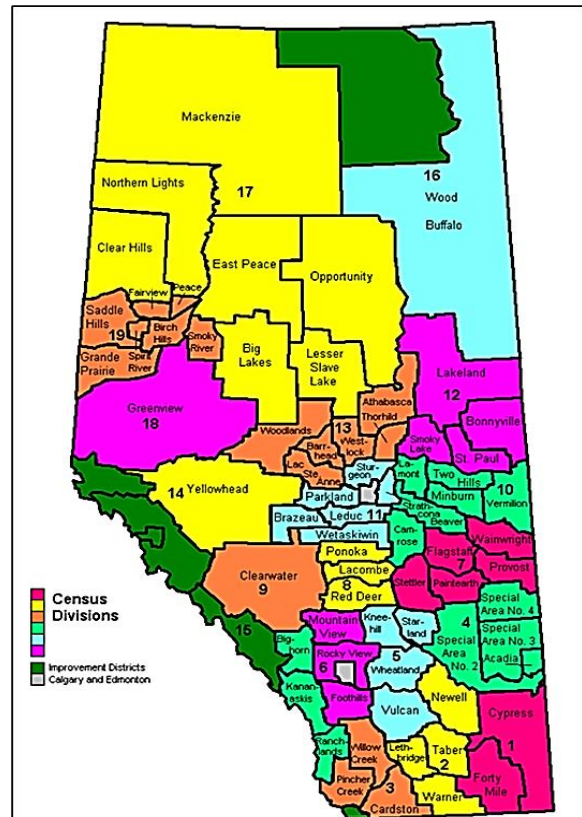 Mackenzie
16
Wood
Buffalo
Northern Lights
17
Clear Hills
East Peace
Opportunity
Fairview
Peace
Saddle
Hills
19
Birch
Hills
Smoky
River
Grande
Prairie
Spirit
River
Big
Lakes
Lesser
Slave
Lake
Lakeland
12
Greenview
18
Athabasca
Thorhild
Bonnyville
Woodlands
13
Barr-
head
West-
lock
Smoky
Lake
St. Paul
Lac
Ste.
Anne
Stur-
geon
La-
mont
Two
Hills
10
14
Yellowhead
Parkland
Minburn
Vermilion
Strath-
cona
Brazeau
Leduc
11
Beaver
Wetaskiwin
Cam-
rose
Wainwright
Ponoka
Flagstaff
7
Provost
Clearwater
9
Lacombe
8
Red Deer
Stettler
Paintearth
Census
Divisions
Mountain
View
Knee-
hill
Star-
land
4
Special
Area No. 4
15
Big-
horn
Special
Area
No. 2
Special
Area No. 3
Improvement Districts
Calgary and Edmonton
Rocky View
6
5
Wheatland
Acadia
Kanan-
askis
Foothills
Newell
Vulcan
Cypress
1
Ranch-
lands
Willow
Creek
Leth-
bridge
Taber
2
Pincher
Creek
3
Forty
Mile
Cardston
Warner